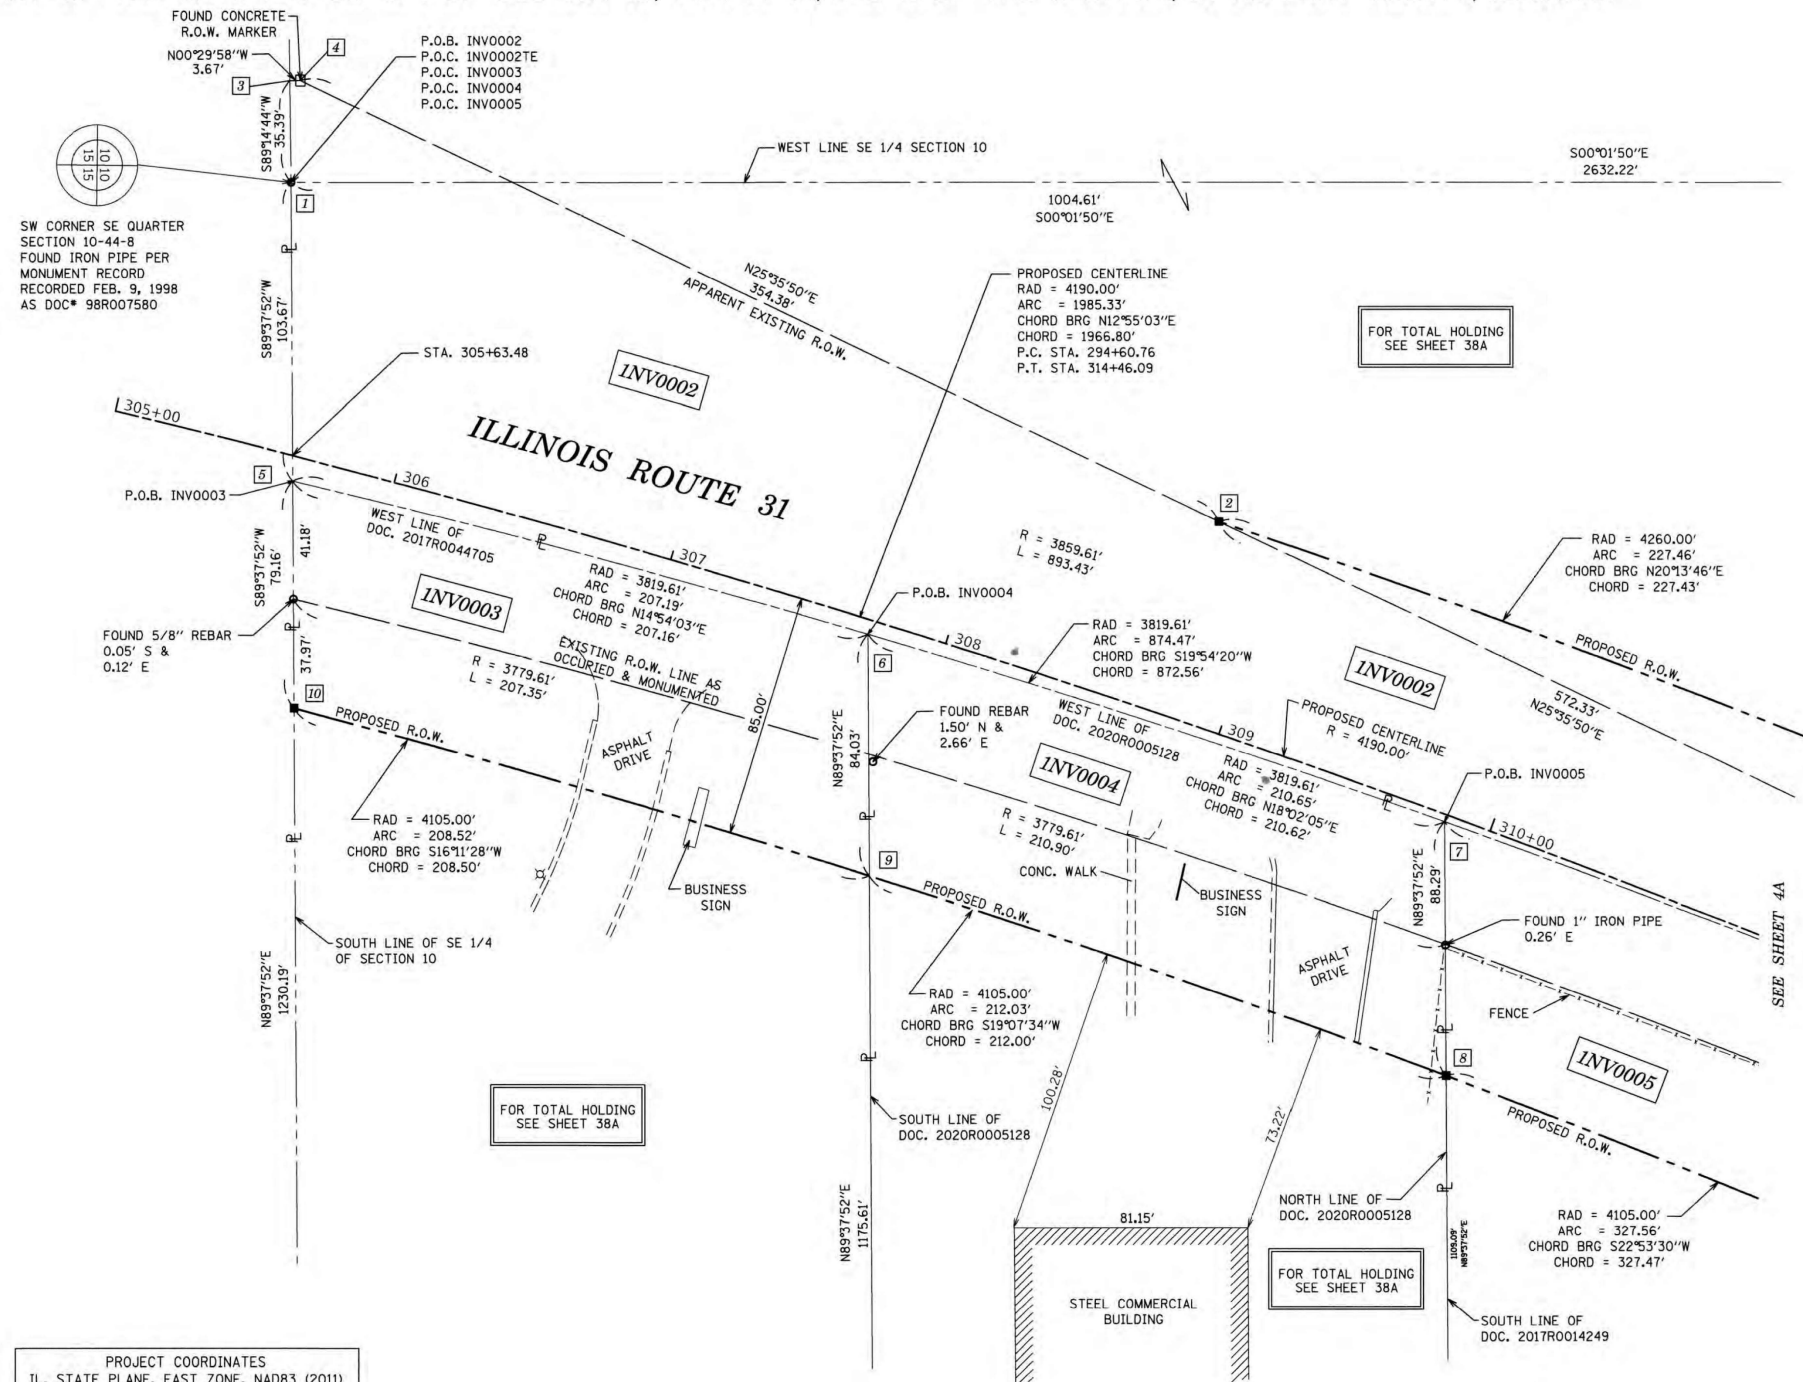 FOUND CONCRETE
R.O.W. MARKER
N00°29'58"W
3.67'
4
3
P.O.B. INV0002
P.O.C. 1NV0002TE
P.O.C. INV0003
P.O.C. INV0004
P.O.C. INV0005
S89°14'44"W
35.39'
10 10
15 15
1
SW CORNER SE QUARTER
SECTION 10-44-8
FOUND IRON PIPE PER
MONUMENT RECORD
RECORDED FEB. 9, 1998
AS DOC# 98R007580
WEST LINE SE 1/4 SECTION 10
S00°01'50"E
2632.22'
1004.61'
S00°01'50"E
S89°37'52"W
103.67'
N25°35'50"E
354.38'
APPARENT EXISTING R.O.W.
PROPOSED CENTERLINE
RAD = 4190.00'
ARC = 1985.33'
CHORD BRG N12°55'03"E
CHORD = 1966.80'
P.C. STA. 294+60.76
P.T. STA. 314+46.09
FOR TOTAL HOLDING
SEE SHEET 38A
STA. 305+63.48
1NV0002
305+00
ILLINOIS ROUTE 31
5
P.O.B. INV0003
306
307
308
309
310+00
2
WEST LINE OF
DOC. 2017R0044705
S89°37'52"W
79.16'
41.18'
37.97'
1NV0003
RAD = 3819.61'
ARC = 207.19'
CHORD BRG N14°54'03"E
CHORD = 207.16'
R = 3859.61'
L = 893.43'
P.O.B. INV0004
RAD = 4260.00'
ARC = 227.46'
CHORD BRG N20°13'46"E
CHORD = 227.43'
PROPOSED R.O.W.
572.33'
N25°35'50"E
1NV0002
RAD = 3819.61'
ARC = 874.47'
CHORD BRG S19°54'20"W
CHORD = 872.56'
FOUND 5/8" REBAR
0.05' S &
0.12' E
EXISTING R.O.W. LINE AS
OCCUPIED & MONUMENTED
R = 3779.61'
L = 207.35'
85.00'
6
10
PROPOSED R.O.W.
ASPHALT
DRIVE
N89°37'52"E
84.03'
FOUND REBAR
1.50' N &
2.66' E
WEST LINE OF
DOC. 2020R0005128
PROPOSED CENTERLINE
R = 4190.00'
1NV0004
RAD = 3819.61'
ARC = 210.65'
CHORD BRG N18°02'05"E
CHORD = 210.62'
P.O.B. INV0005
7
RAD = 4105.00'
ARC = 208.52'
CHORD BRG S16°11'28"W
CHORD = 208.50'
BUSINESS
SIGN
9
R = 3779.61'
L = 210.90'
CONC. WALK
BUSINESS
SIGN
PROPOSED R.O.W.
N89°37'52"E
88.29'
FOUND 1" IRON PIPE
0.26' E
SEE SHEET 4A
ASPHALT
DRIVE
FENCE
SOUTH LINE OF SE 1/4
OF SECTION 10
N89°37'52"E
1230.19'
RAD = 4105.00'
ARC = 212.03'
CHORD BRG S19°07'34"W
CHORD = 212.00'
8
1NV0005
100.28'
73.22'
PROPOSED R.O.W.
FOR TOTAL HOLDING
SEE SHEET 38A
SOUTH LINE OF
DOC. 2020R0005128
N89°37'52"E
1175.61'
81.15'
STEEL COMMERCIAL
BUILDING
NORTH LINE OF
DOC. 2020R0005128
1109.09'
N89°37'52"E
RAD = 4105.00'
ARC = 327.56'
CHORD BRG S22°53'30"W
CHORD = 327.47'
FOR TOTAL HOLDING
SEE SHEET 38A
SOUTH LINE OF
DOC. 2017R0014249
PROJECT COORDINATES
IL. STATE PLANE, EAST ZONE, NAD83 (2011)